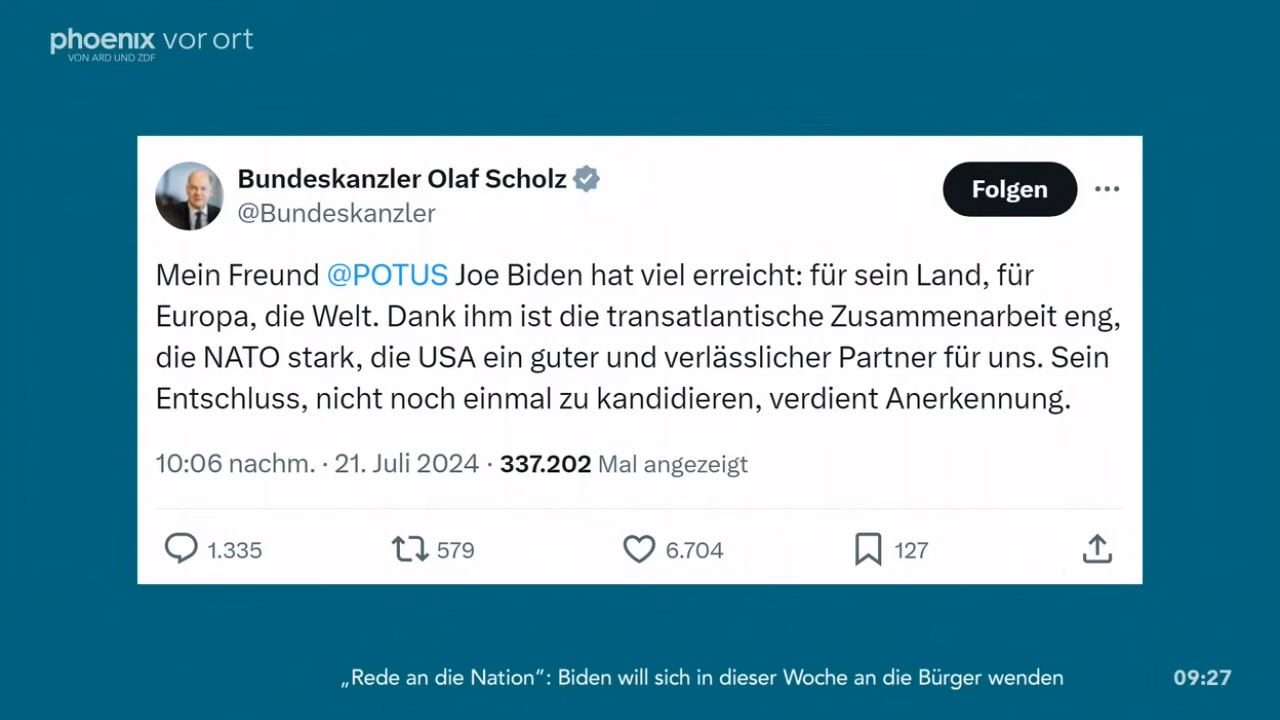 phoenix vor ort
VON ARD UND ZDF
Bundeskanzler Olaf Scholz
@Bundeskanzler
Folgen
Mein Freund @POTUS Joe Biden hat viel erreicht: für sein Land, für
Europa, die Welt. Dank ihm ist die transatlantische Zusammenarbeit eng,
die NATO stark, die USA ein guter und verlässlicher Partner für uns. Sein
Entschluss, nicht noch einmal zu kandidieren, verdient Anerkennung.
10:06 nachm. · 21. Juli 2024 · 337.202 Mal angezeigt
1.335 579 6.704 127
„Rede an die Nation“: Biden will sich in dieser Woche an die Bürger wenden
09:27